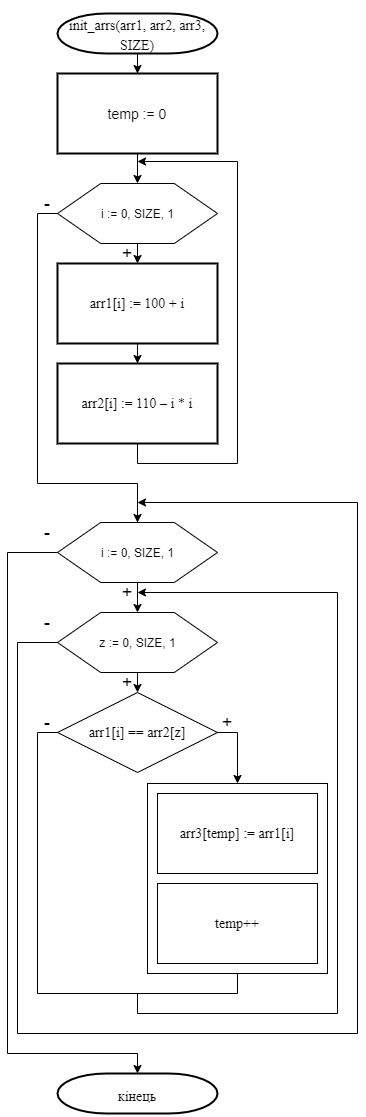 init_arrs(arr1, arr2, arr3,
SIZE)
temp := 0
-
i := 0, SIZE, 1
+
arr1[i] := 100 + i
arr2[i] := 110 – i * i
-
i := 0, SIZE, 1
+
-
z := 0, SIZE, 1
+
-
arr1[i] == arr2[z]
+
arr3[temp] := arr1[i]
temp++
кінець